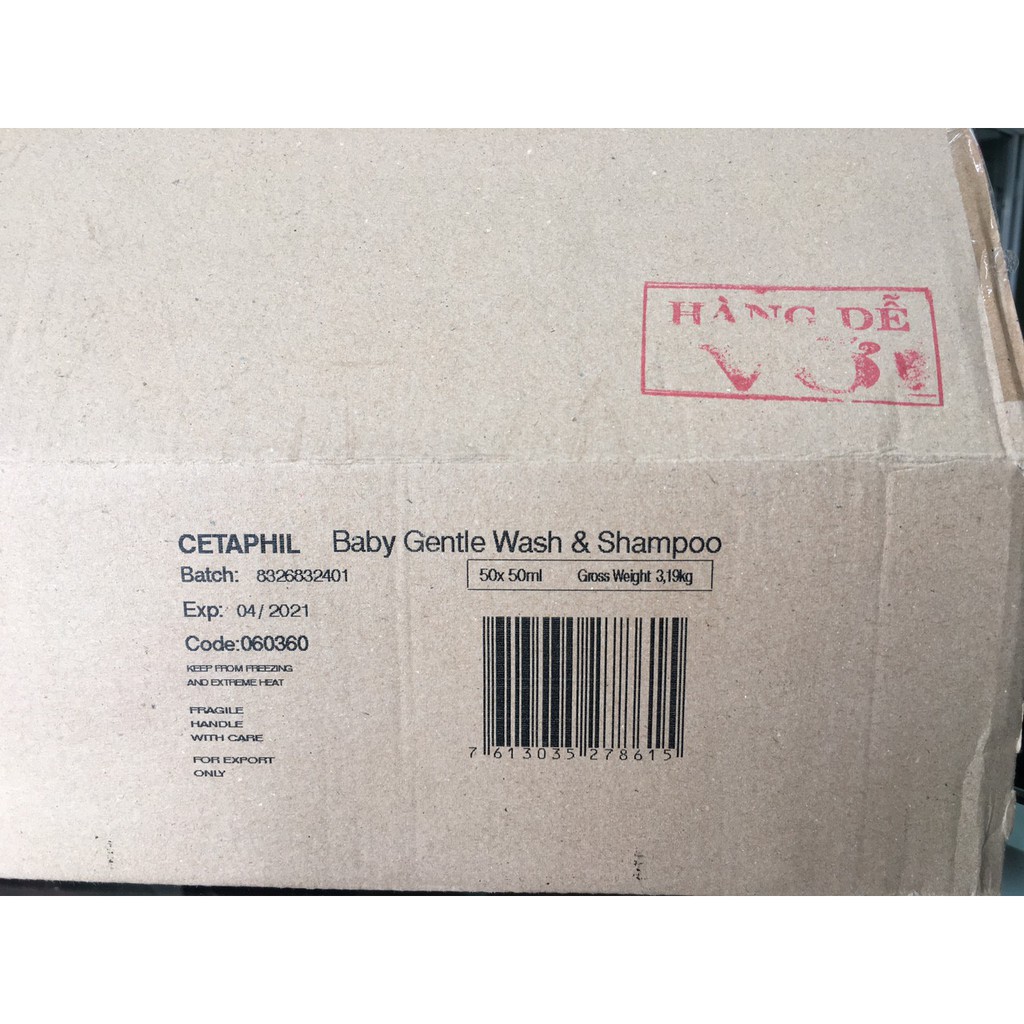 HÀNG DỄ
VỠ!
CETAPHIL Baby Gentle Wash & Shampoo
Batch: 8326832401
50x 50ml Gross Weight 3,19kg
Exp: 04/2021
Code:060360
KEEP FROM FREEZING
AND EXTREME HEAT
FRAGILE
HANDLE
WITH CARE
FOR EXPORT
ONLY
7 613035 278615